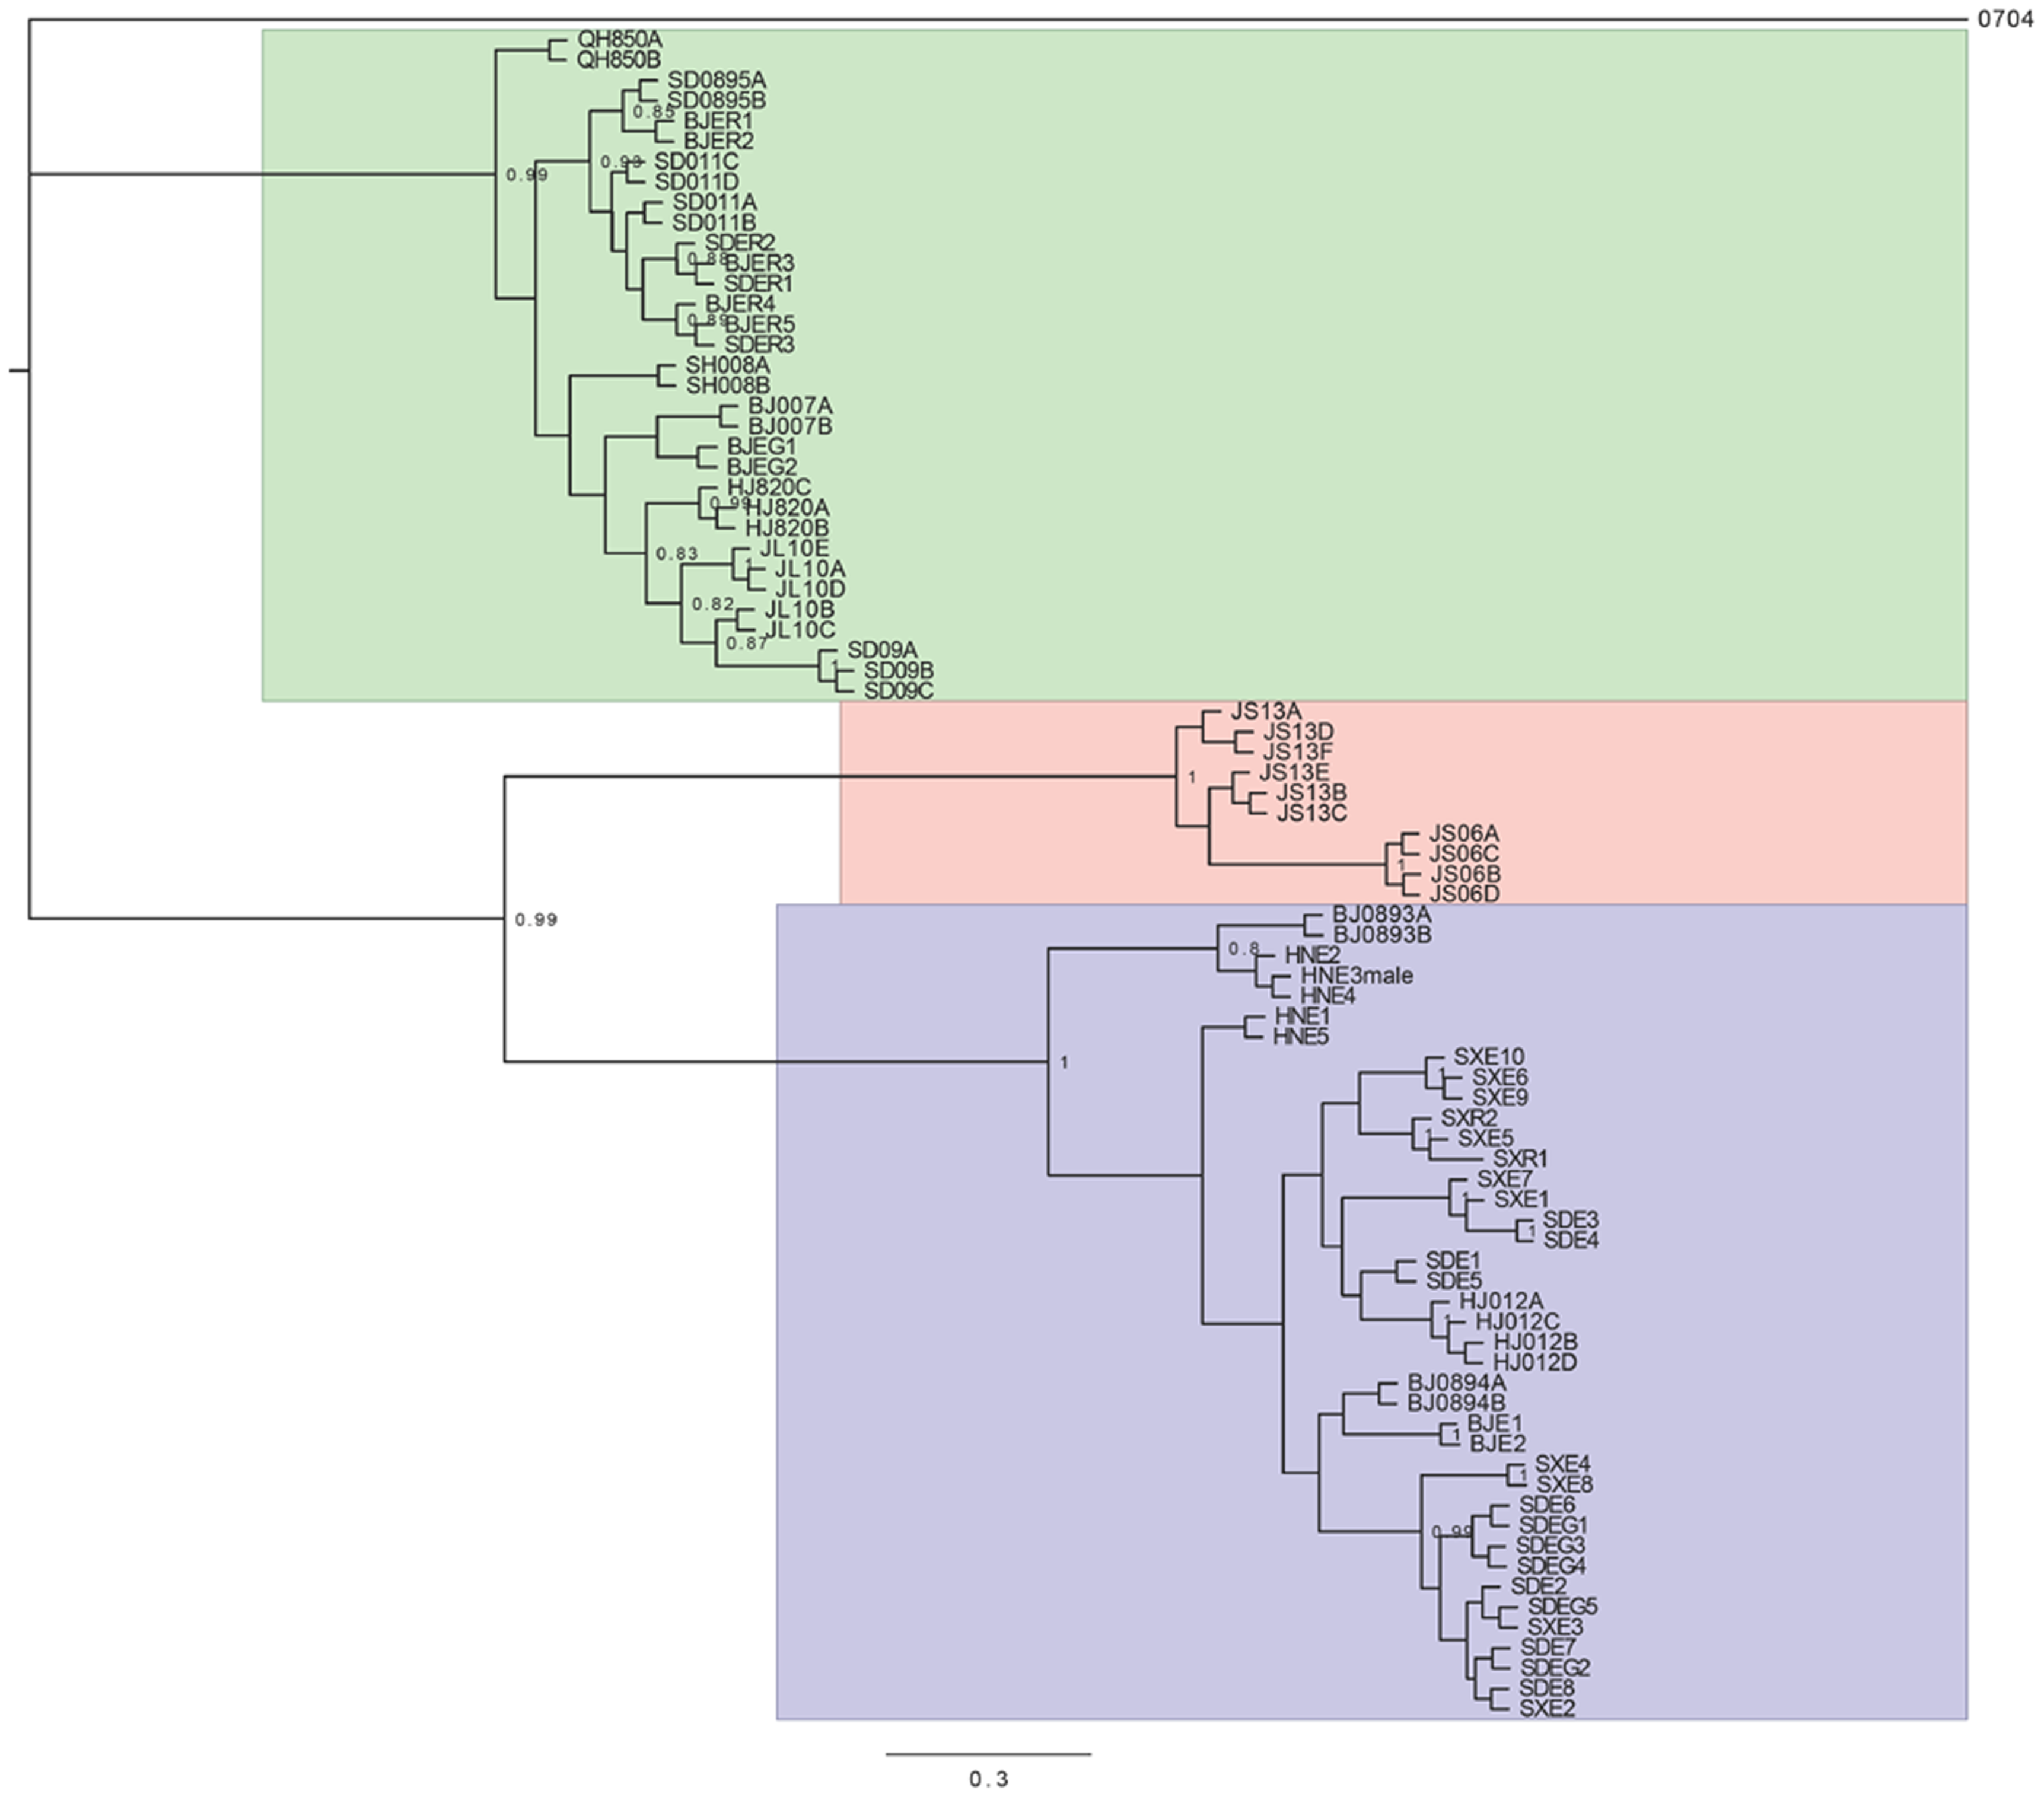 0704
QH850A
QH850B
SD0895A
SD0895B
0.85
BJER1
BJER2
0.98
SD011C
0.99
SD011D
SD011A
SD011B
SDER2
0.88
BJER3
SDER1
BJER4
0.89
BJER5
SDER3
SH008A
SH008B
BJ007A
BJ007B
BJEG1
BJEG2
HJ820C
0.99
HJ820A
HJ820B
JL10E
0.83
1
JL10A
JL10D
0.82
JL10B
JL10C
0.87
SD09A
1
SD09B
SD09C
JS13A
JS13D
JS13F
JS13E
1
JS13B
JS13C
JS06A
JS06C
1
JS06B
JS06D
BJ0893A
0.99
BJ0893B
0.8
HNE2
HNE3male
HNE4
HNE1
HNE5
SXE10
1
1
SXE6
SXE9
SXR2
1
SXE5
SXR1
SXE7
1
SXE1
SDE3
1
SDE4
SDE1
SDE5
HJ012A
1
HJ012C
HJ012B
HJ012D
BJ0894A
BJ0894B
BJE1
1
BJE2
SXE4
1
SXE8
SDE6
SDEG1
0.99
SDEG3
SDEG4
SDE2
SDEG5
SXE3
SDE7
SDEG2
SDE8
SXE2
0.3